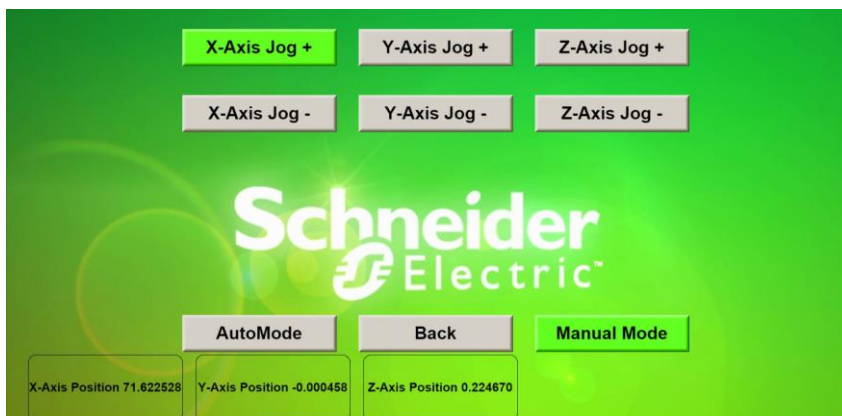 X-Axis Jog +
Y-Axis Jog +
Z-Axis Jog +
X-Axis Jog -
Y-Axis Jog -
Z-Axis Jog -
Schneider
Electric™
AutoMode
Back
Manual Mode
X-Axis Position 71.622528
Y-Axis Position -0.000458
Z-Axis Position 0.224670